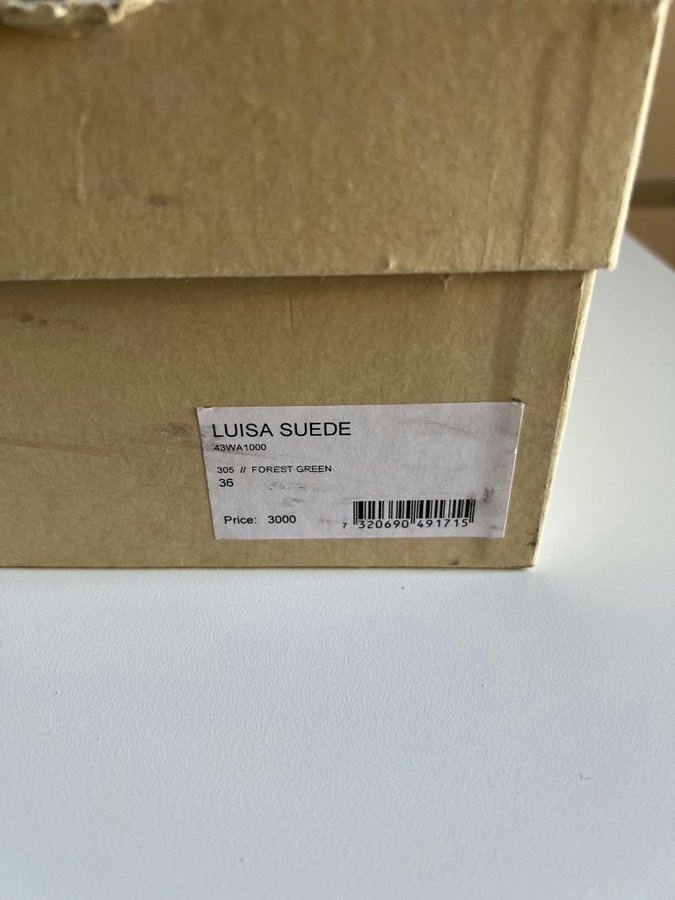 LUISA SUEDE
43WA1000
305 // FOREST GREEN
36
Price: 3000
7 320690 491715